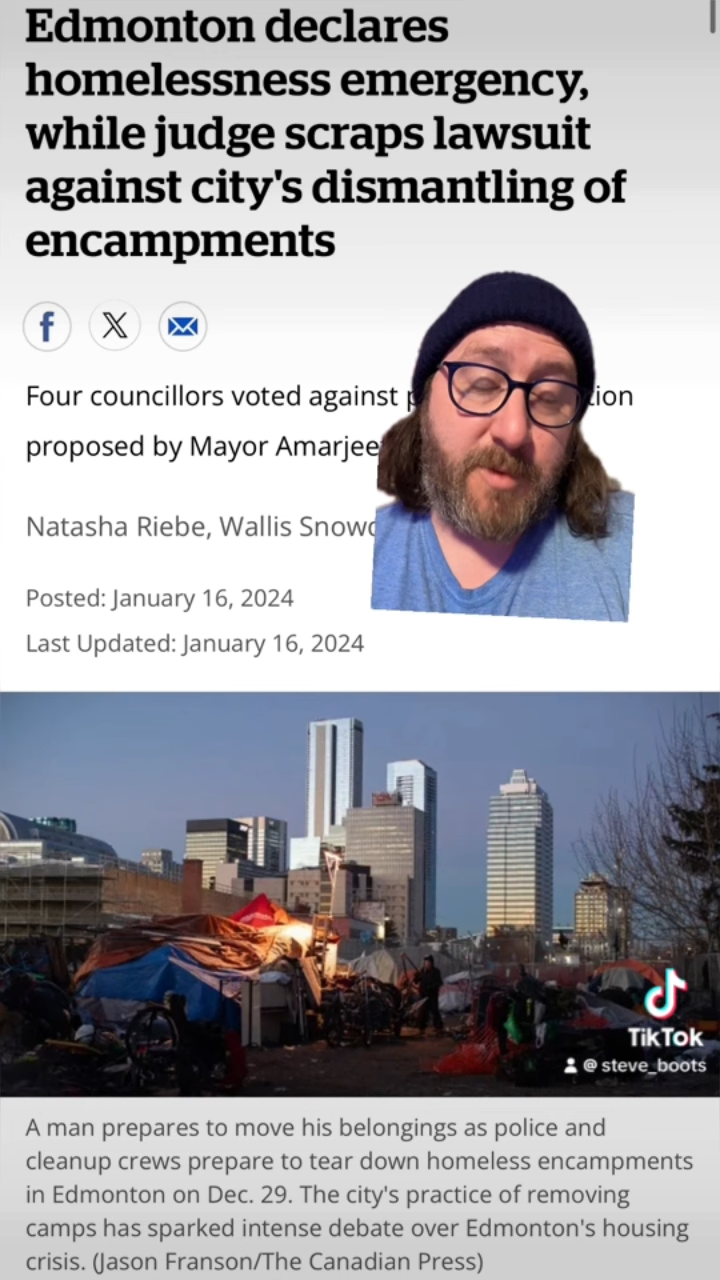 Edmonton declares
homelessness emergency,
while judge scraps lawsuit
against city's dismantling of
encampments
Four councillors voted against
proposed by Mayor
Natasha Riebe, Wallis
Posted: January 16, 2024
Last Updated: January 16, 2024
TikTok
@ steve_boots
A man prepares to move his belongings as police and
cleanup crews prepare to tear down homeless encampments
in Edmonton on Dec. 29. The city's practice of removing
camps has sparked intense debate over Edmonton's housing
crisis. (Jason Franson/The Canadian Press)